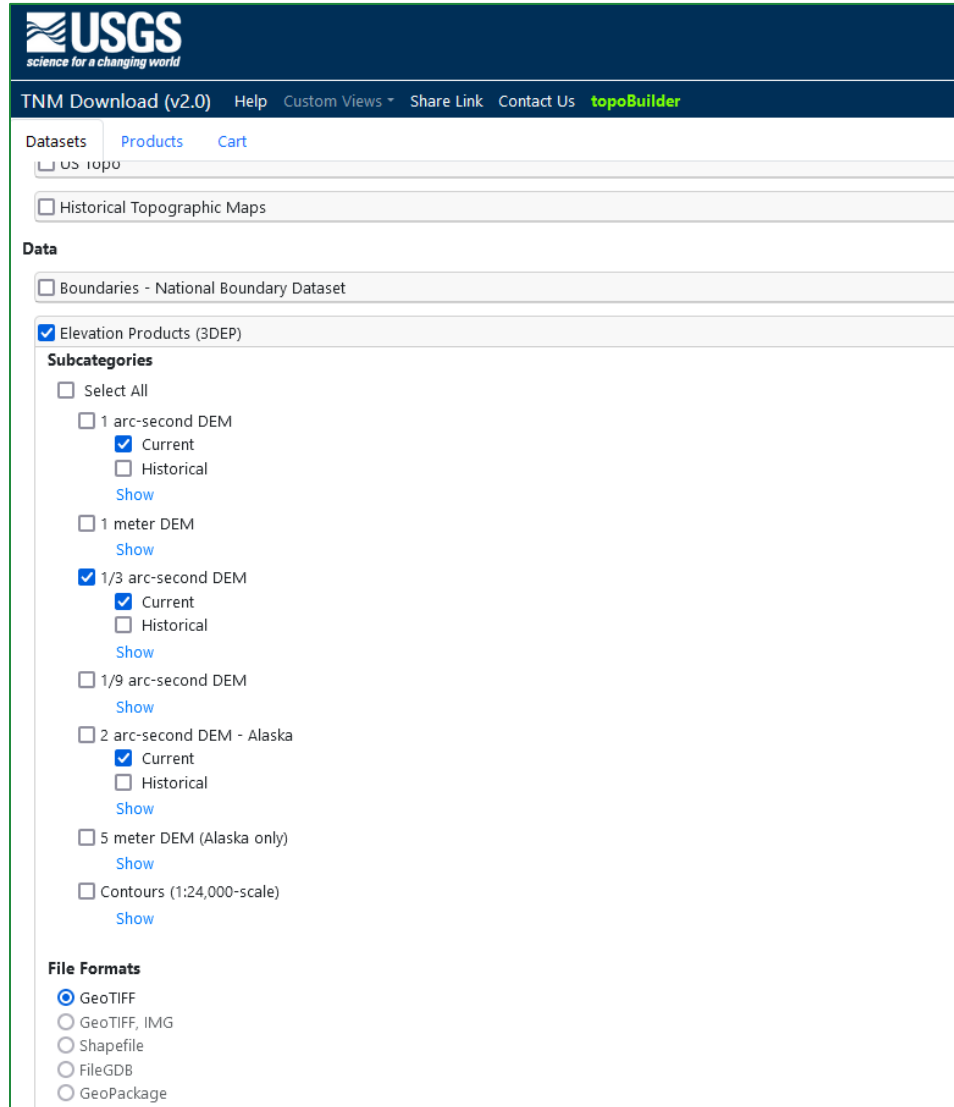 USGS
science for a changing world
TNM Download (v2.0) Help Custom Views Share Link Contact Us topoBuilder
Datasets Products Cart
US Topo
Historical Topographic Maps
Data
Boundaries - National Boundary Dataset
Elevation Products (3DEP)
Subcategories
Select All
1 arc-second DEM
Current
Historical
Show
1 meter DEM
Show
1/3 arc-second DEM
Current
Historical
Show
1/9 arc-second DEM
Show
2 arc-second DEM - Alaska
Current
Historical
Show
5 meter DEM (Alaska only)
Show
Contours (1:24,000-scale)
Show
File Formats
GeoTIFF
GeoTIFF, IMG
Shapefile
FileGDB
GeoPackage